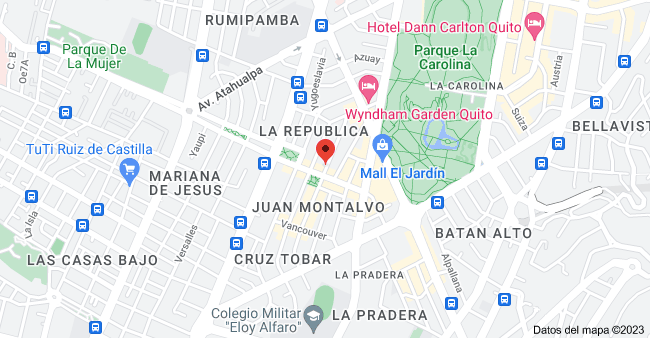 RUMIPAMBA
Hotel Dann Carlton Quito
Parque De
La Mujer
C. B
Oe7A
Av. Atahualpa
Yugoeslavia
Azuay
Parque La
Carolina
LA CAROLINA
Suiza
Austria
Wyndham Garden Quito
BELLAVIST
LA REPUBLICA
Yaupi
TuTi Ruiz de Castilla
MARIANA
DE JESUS
Mall El Jardín
La Isla
JUAN MONTALVO
Versalles
Vancouver
BATAN ALTO
LAS CASAS BAJO
CRUZ TOBAR
LA PRADERA
Alpallana
Colegio Militar
"Eloy Alfaro"
LA PRADERA
Datos del mapa ©2023